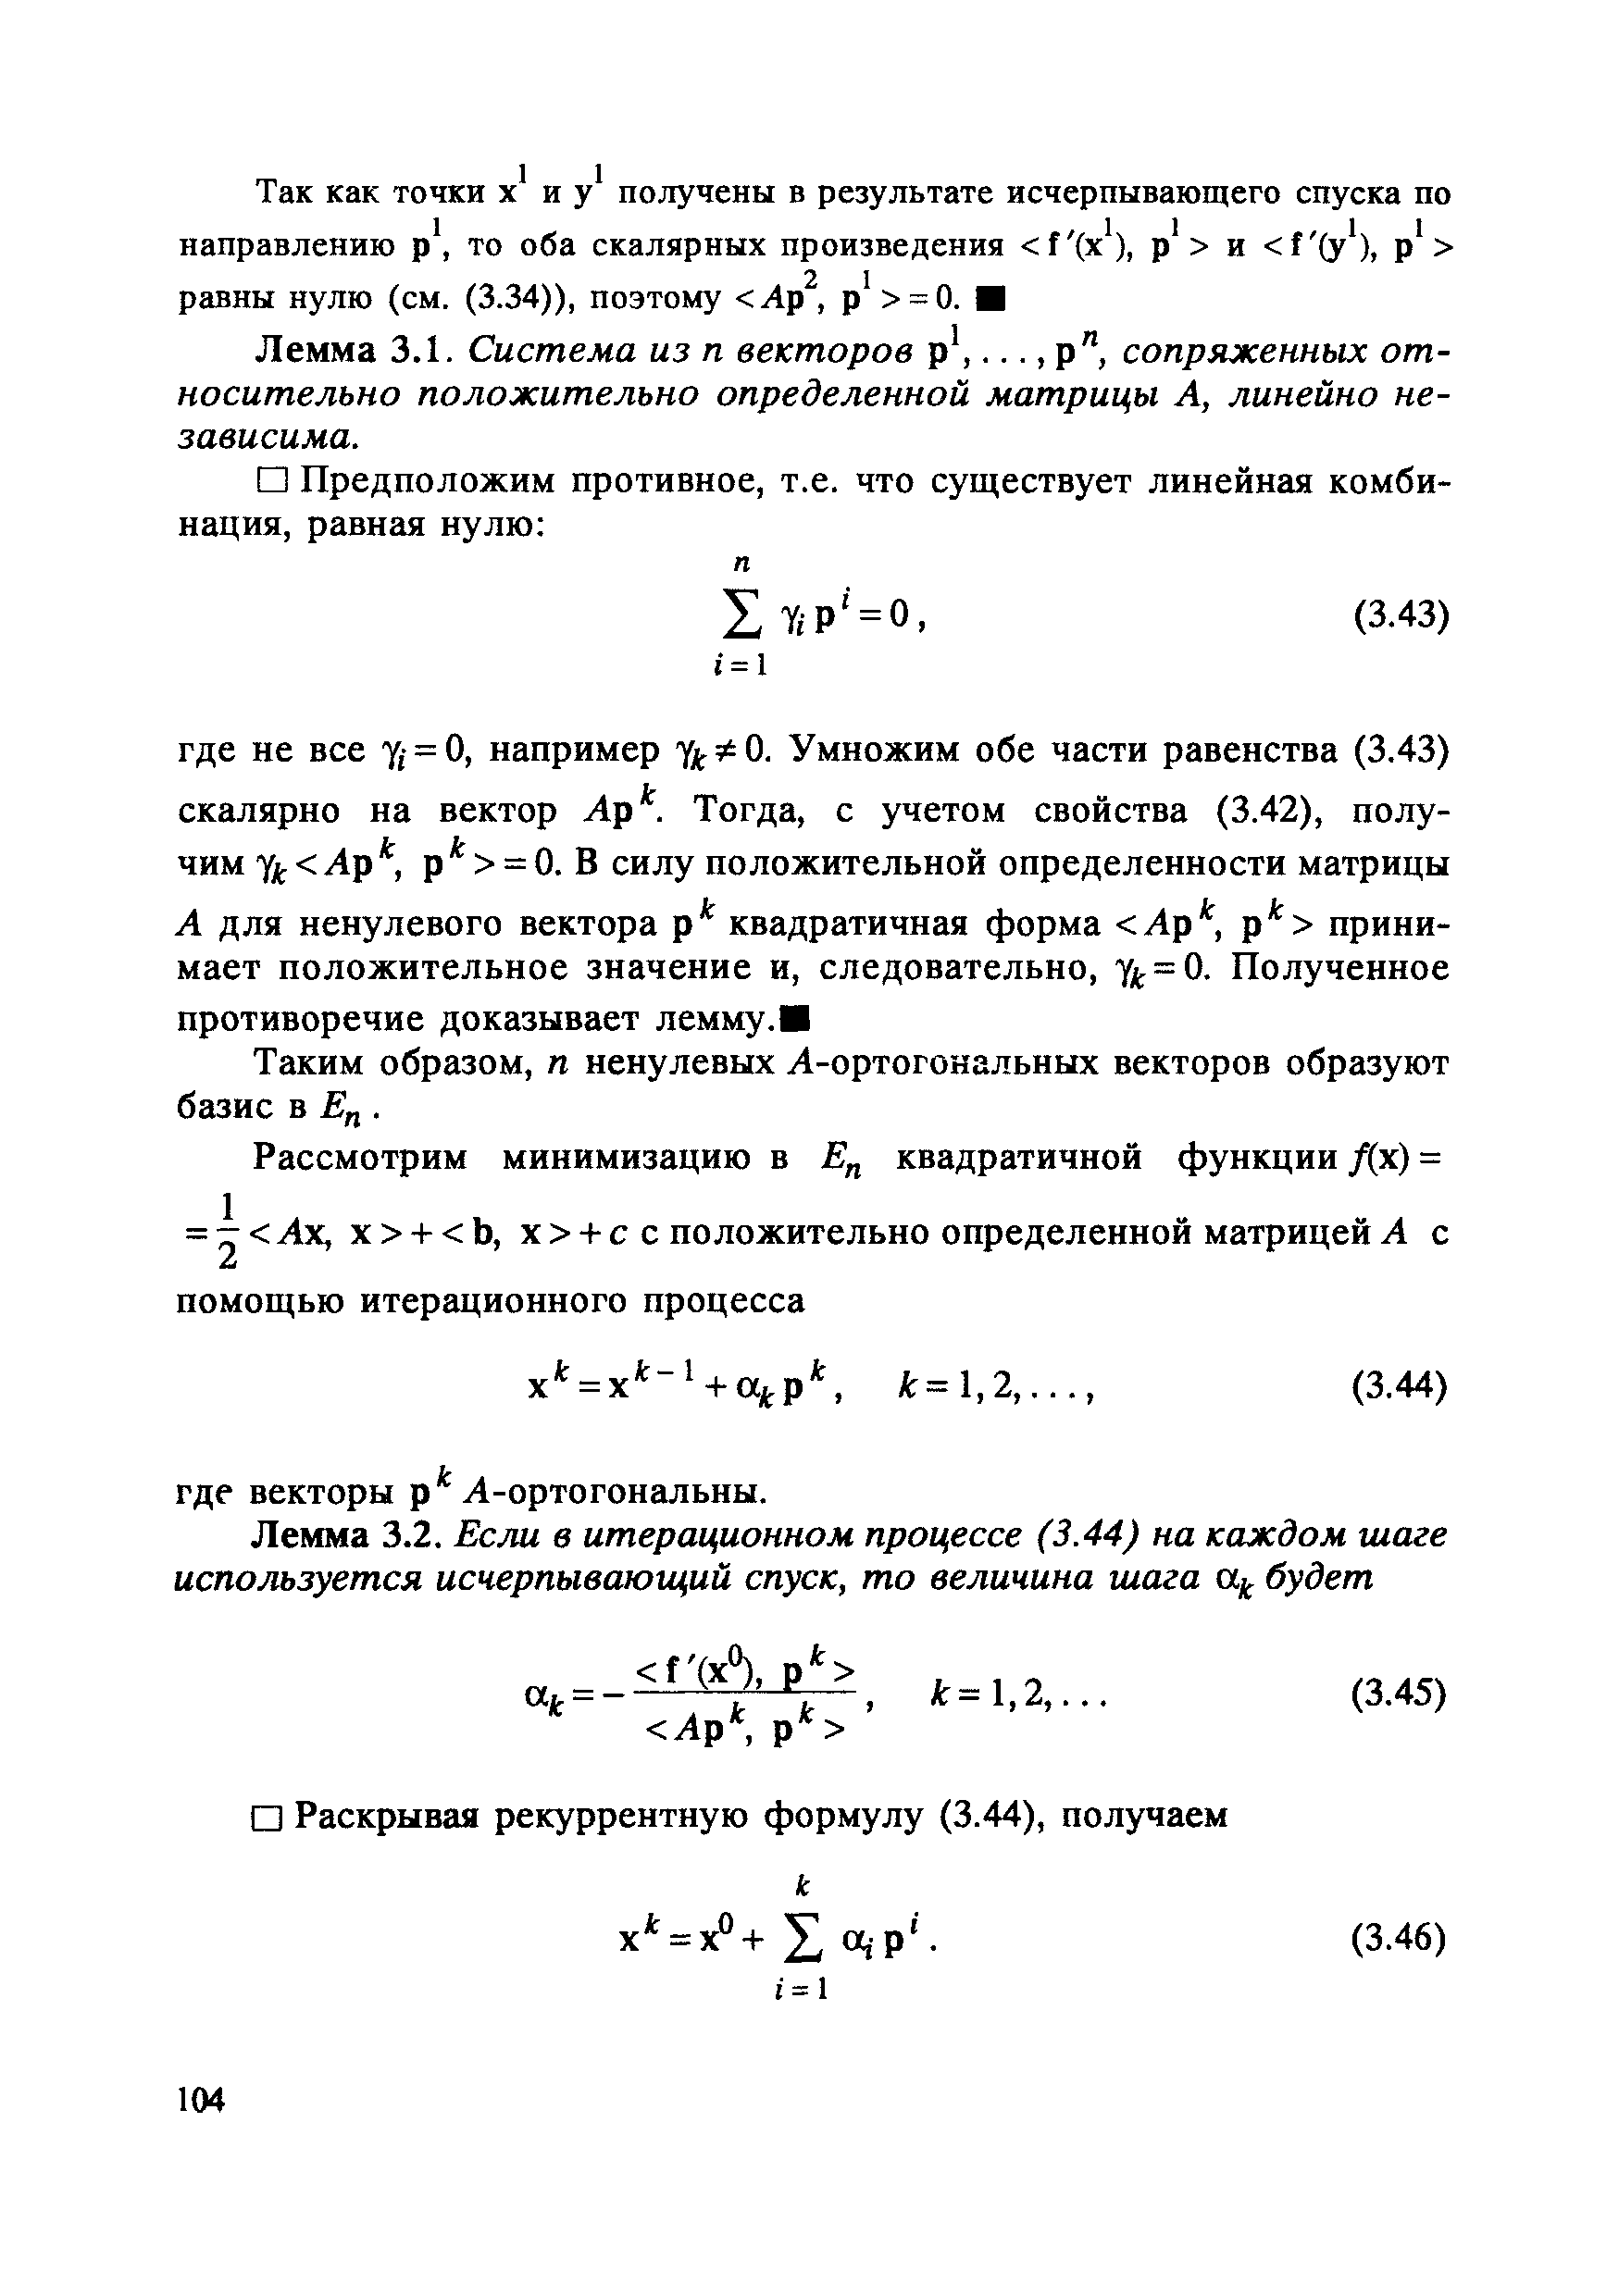 Так как точки x¹ и y¹ получены в результате исчерпывающего спуска по
направлению p¹, то оба скалярных произведения <f′(x¹), p¹> и <f′(y¹), p¹>
равны нулю (см. (3.34)), поэтому <Ap², p¹> = 0. ■
Лемма 3.1. Система из n векторов p¹, . . . , pⁿ, сопряженных от-
носительно положительно определенной матрицы A, линейно не-
зависима.
□ Предположим противное, т.е. что существует линейная комби-
нация, равная нулю:
n
∑ γᵢ pⁱ = 0, (3.43)
i = 1
где не все γᵢ = 0, например γₖ ≠ 0. Умножим обе части равенства (3.43)
скалярно на вектор Apᵏ. Тогда, с учетом свойства (3.42), полу-
чим γₖ <Apᵏ, pᵏ> = 0. В силу положительной определенности матрицы
A для ненулевого вектора pᵏ квадратичная форма <Apᵏ, pᵏ> прини-
мает положительное значение и, следовательно, γₖ = 0. Полученное
противоречие доказывает лемму.■
Таким образом, n ненулевых A-ортогональных векторов образуют
базис в Eₙ .
Рассмотрим минимизацию в Eₙ квадратичной функции f(x) =
= 1/2 <Ax, x> + <b, x> + c с положительно определенной матрицей A с
помощью итерационного процесса
xᵏ = xᵏ⁻¹ + αₖ pᵏ, k = 1, 2, . . . , (3.44)
где векторы pᵏ A-ортогональны.
Лемма 3.2. Если в итерационном процессе (3.44) на каждом шаге
используется исчерпывающий спуск, то величина шага αₖ будет
αₖ = − <f′(x⁰), pᵏ> / <Apᵏ, pᵏ> , k = 1, 2, . . . (3.45)
□ Раскрывая рекуррентную формулу (3.44), получаем
k
xᵏ = x⁰ + ∑ αᵢ pⁱ . (3.46)
i = 1
104